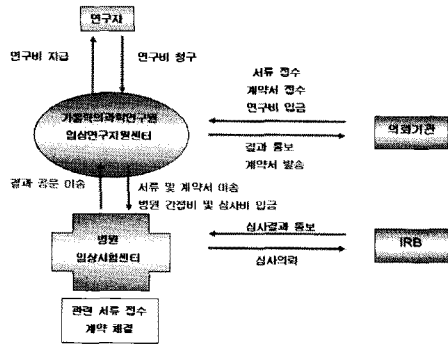 연구자
연구비 지급
연구비 청구
가톨릭의과학연구원
임상연구지원센터
서류 접수
계약서 접수
연구비 입금
의뢰기관
결과 통보
계약서 발송
결과 공문 이송
서류 및 계약서 이송
병원 간접비 및 심사비 입금
병원
임상시험센터
심사결과 통보
IRB
심사의뢰
관련 서류 접수
계약 체결